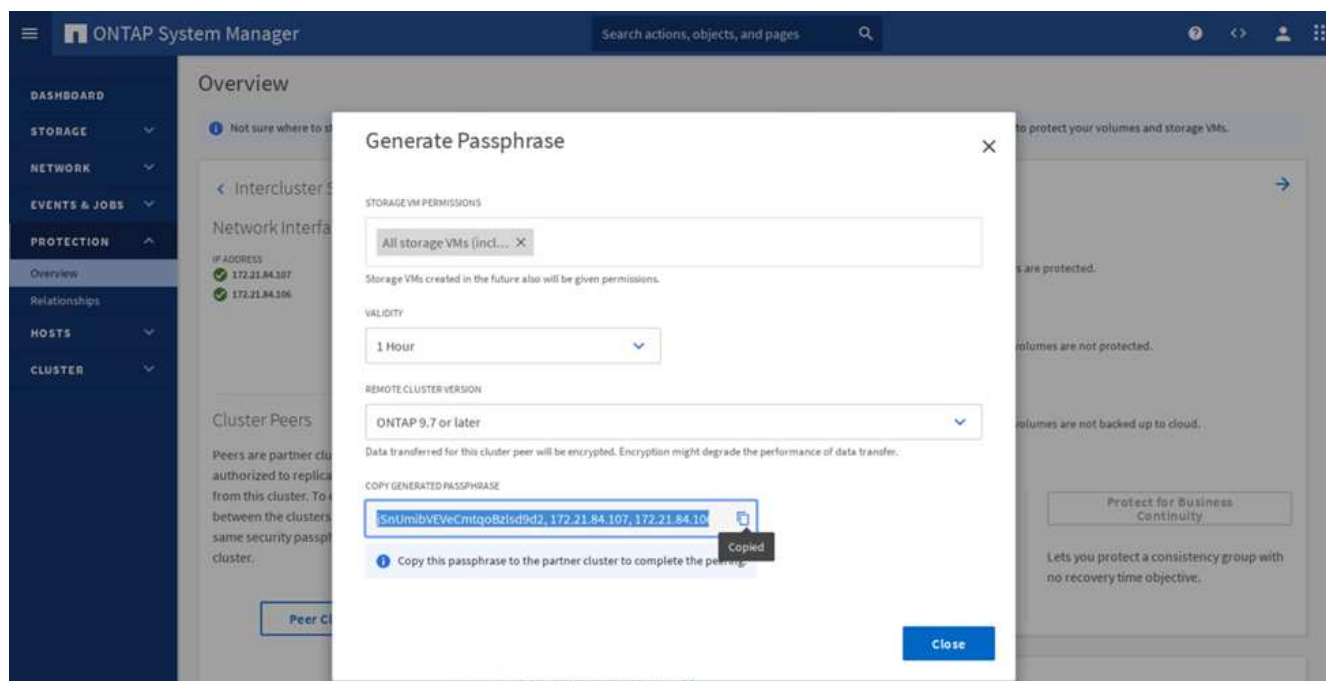 ONTAP System Manager
Search actions, objects, and pages
DASHBOARD
STORAGE
NETWORK
EVENTS & JOBS
PROTECTION
Overview
Relationships
HOSTS
CLUSTER
Overview
Not sure where to
to protect your volumes and storage VMs.
Intercluster
Network Interfa
IP ADDRESS
172.21.84.107
172.21.84.106
s are protected.
volumes are not protected.
volumes are not backed up to cloud.
Cluster Peers
Peers are partner clu
authorized to replica
from this cluster. To
between the clusters
same security passp
cluster.
Peer Cl
Protect for Business
Continuity
Lets you protect a consistency group with
no recovery time objective.
Generate Passphrase
STORAGE VM PERMISSIONS
All storage VMs (incl...
Storage VMs created in the future also will be given permissions.
VALIDITY
1 Hour
REMOTE CLUSTER VERSION
ONTAP 9.7 or later
Data transferred for this cluster peer will be encrypted. Encryption might degrade the performance of data transfer.
COPY GENERATED PASSPHRASE
172.21.84.107, 172.21.84.10
Copied
Copy this passphrase to the partner cluster to complete the peering.
Close